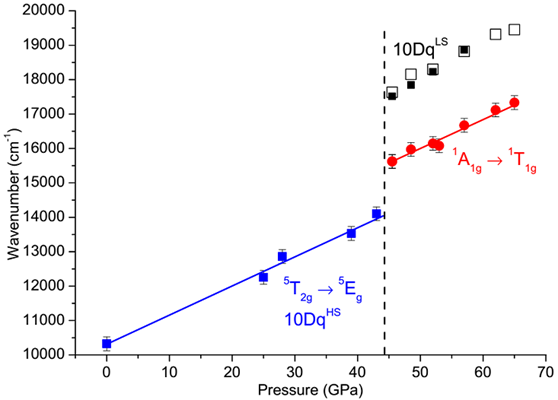 20000
19000
18000
17000
16000
15000
14000
13000
12000
11000
10000
Wavenumber (cm⁻¹)
10Dq^LS
¹A₁g → ¹T₁g
⁵T₂g → ⁵Eg
10Dq^HS
0 10 20 30 40 50 60 70
Pressure (GPa)